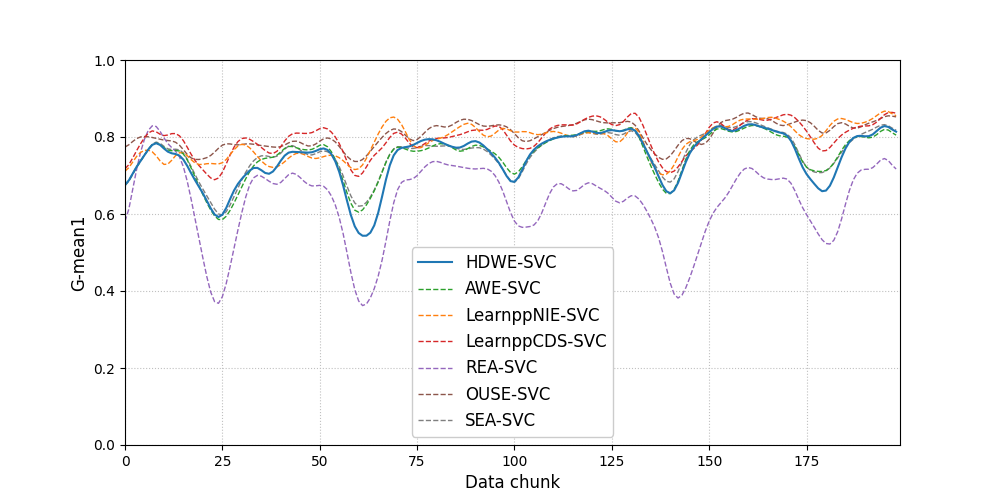 1.0
0.8
0.6
0.4
0.2
0.0
G-mean1
0 25 50 75 100 125 150 175
Data chunk
HDWE-SVC
AWE-SVC
LearnppNIE-SVC
LearnppCDS-SVC
REA-SVC
OUSE-SVC
SEA-SVC